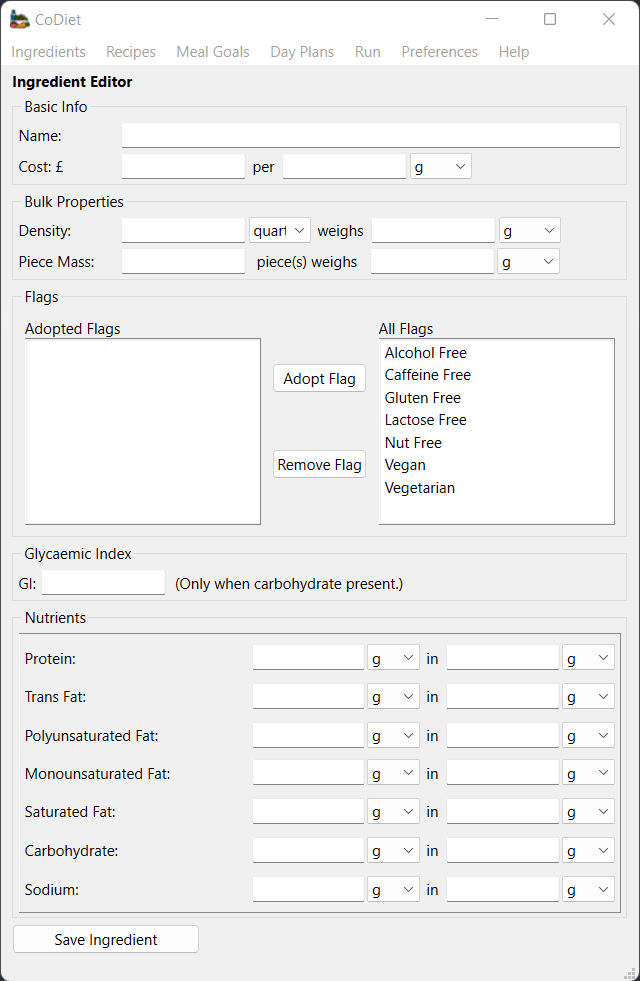 CoDiet
Ingredients Recipes Meal Goals Day Plans Run Preferences Help
Ingredient Editor
Basic Info
Name:
Cost: £ per g
Bulk Properties
Density: quart weighs g
Piece Mass: piece(s) weighs g
Flags
Adopted Flags
Adopt Flag
Remove Flag
All Flags
Alcohol Free
Caffeine Free
Gluten Free
Lactose Free
Nut Free
Vegan
Vegetarian
Glycaemic Index
GI: (Only when carbohydrate present.)
Nutrients
Protein: g in g
Trans Fat: g in g
Polyunsaturated Fat: g in g
Monounsaturated Fat: g in g
Saturated Fat: g in g
Carbohydrate: g in g
Sodium: g in g
Save Ingredient